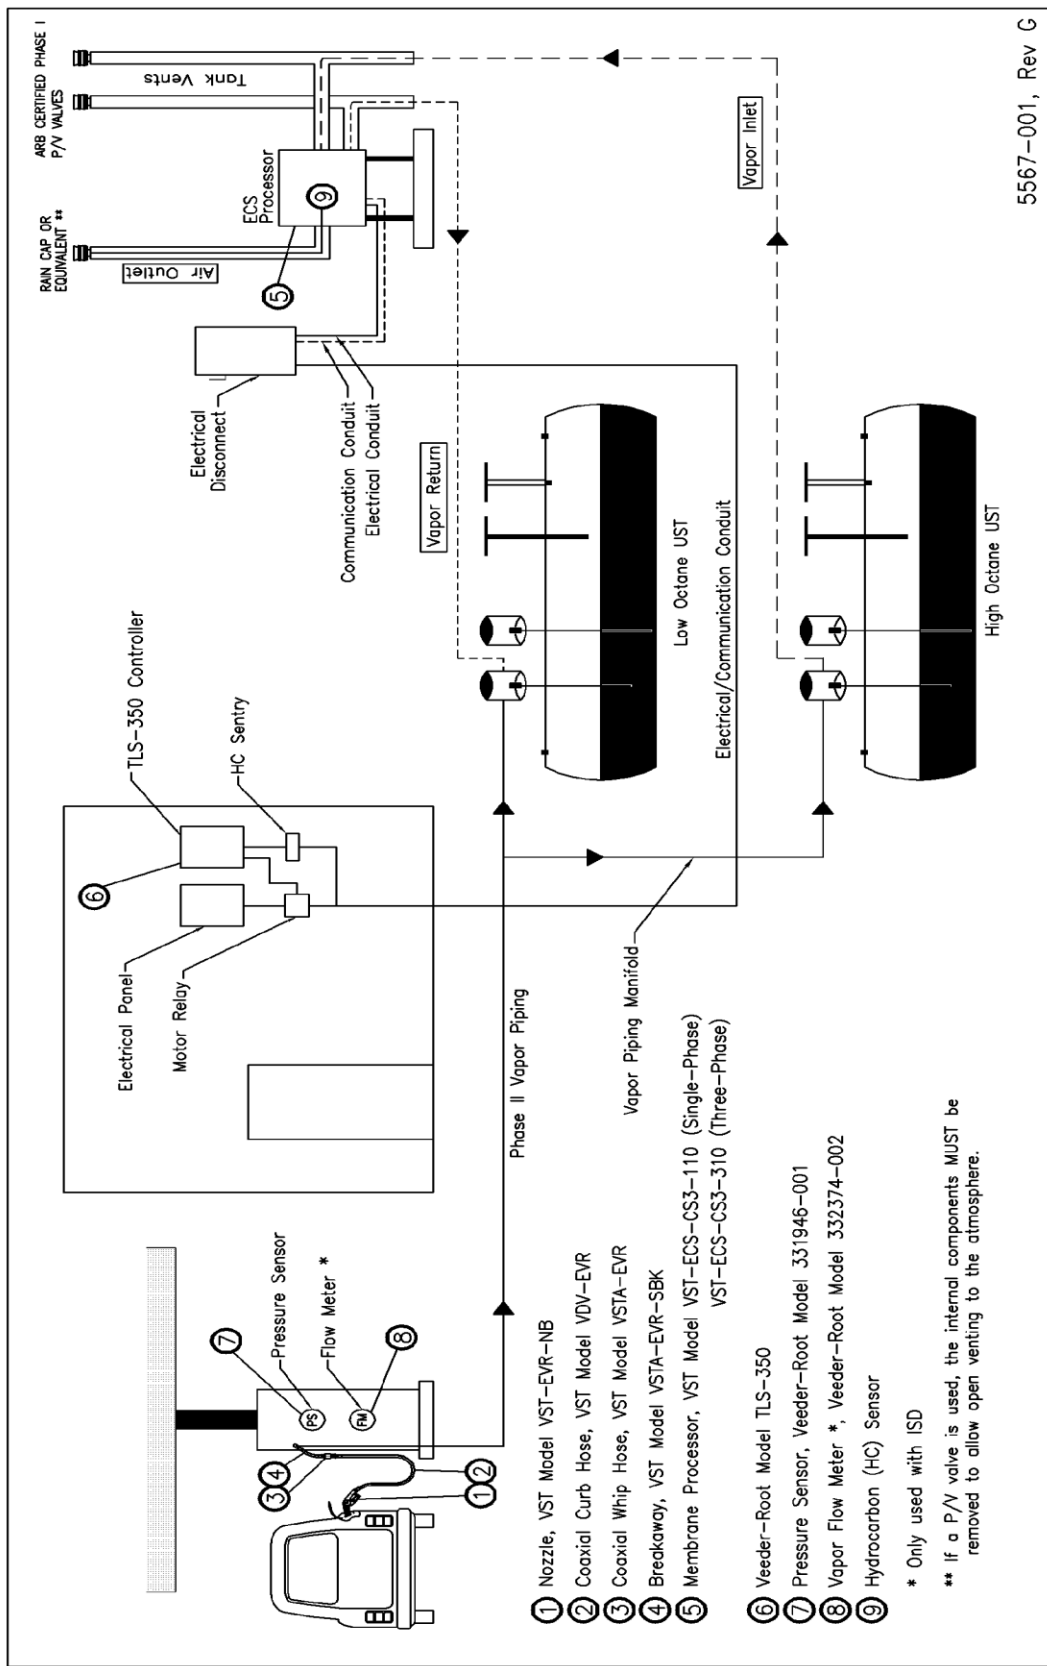 ARB CERTIFIED PHASE I
P/V VALVES
RAIN CAP OR
EQUIVALENT **
Tank Vents
Air Outlet
ECS
Processor
9
5
Electrical
Disconnect
Communication Conduit
Electrical Conduit
Vapor Return
Vapor Inlet
TLS-350 Controller
HC Sentry
6
Electrical Panel
Motor Relay
Low Octane UST
Electrical/Communication Conduit
High Octane UST
Phase II Vapor Piping
Vapor Piping Manifold
7
Pressure Sensor
PS
Flow Meter *
FM
8
3 4
1 2
1 Nozzle, VST Model VST-EVR-NB
2 Coaxial Curb Hose, VST Model VDV-EVR
3 Coaxial Whip Hose, VST Model VSTA-EVR
4 Breakaway, VST Model VSTA-EVR-SBK
5 Membrane Processor, VST Model VST-ECS-CS3-110 (Single-Phase)
VST-ECS-CS3-310 (Three-Phase)
6 Veeder-Root Model TLS-350
7 Pressure Sensor, Veeder-Root Model 331946-001
8 Vapor Flow Meter *, Veeder-Root Model 332374-002
9 Hydrocarbon (HC) Sensor
* Only used with ISD
** If a P/V valve is used, the internal components MUST be
removed to allow open venting to the atmosphere.
5567-001, Rev G